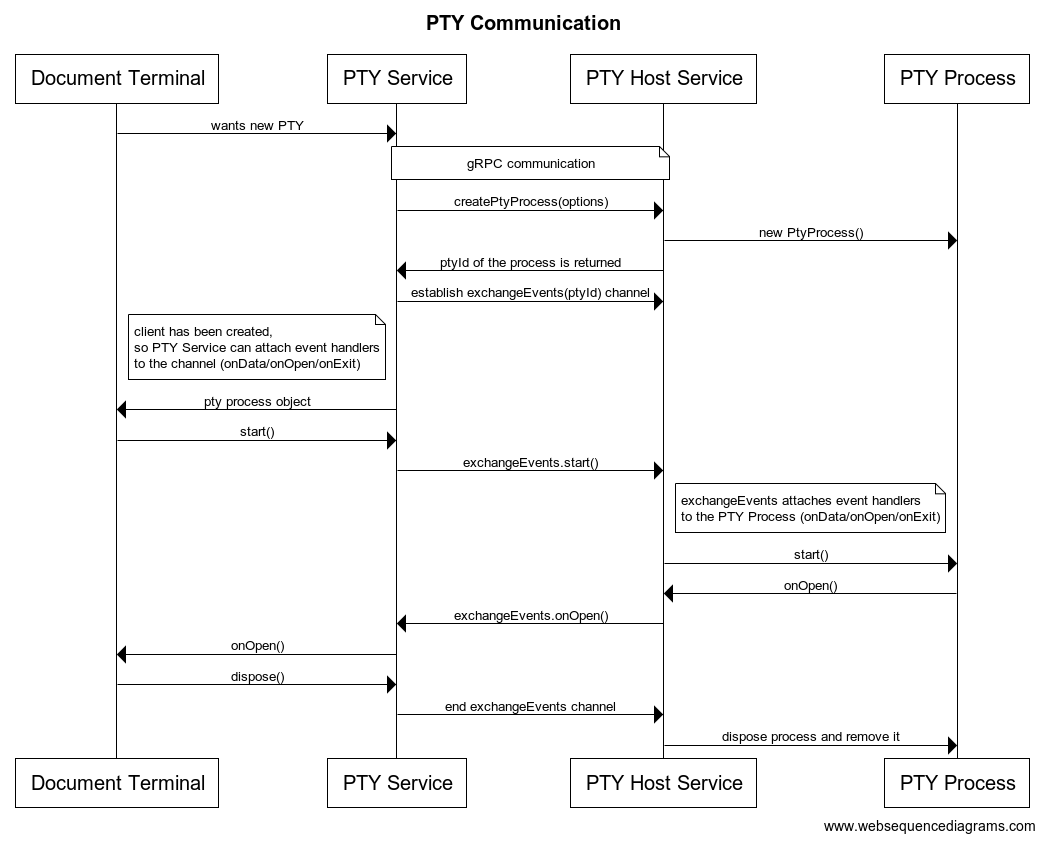 PTY Communication
Document Terminal
PTY Service
PTY Host Service
PTY Process
wants new PTY
gRPC communication
createPtyProcess(options)
new PtyProcess()
ptyId of the process is returned
establish exchangeEvents(ptyId) channel
client has been created,
so PTY Service can attach event handlers
to the channel (onData/onOpen/onExit)
pty process object
start()
exchangeEvents.start()
exchangeEvents attaches event handlers
to the PTY Process (onData/onOpen/onExit)
start()
onOpen()
exchangeEvents.onOpen()
onOpen()
dispose()
end exchangeEvents channel
dispose process and remove it
Document Terminal
PTY Service
PTY Host Service
PTY Process
www.websequencediagrams.com